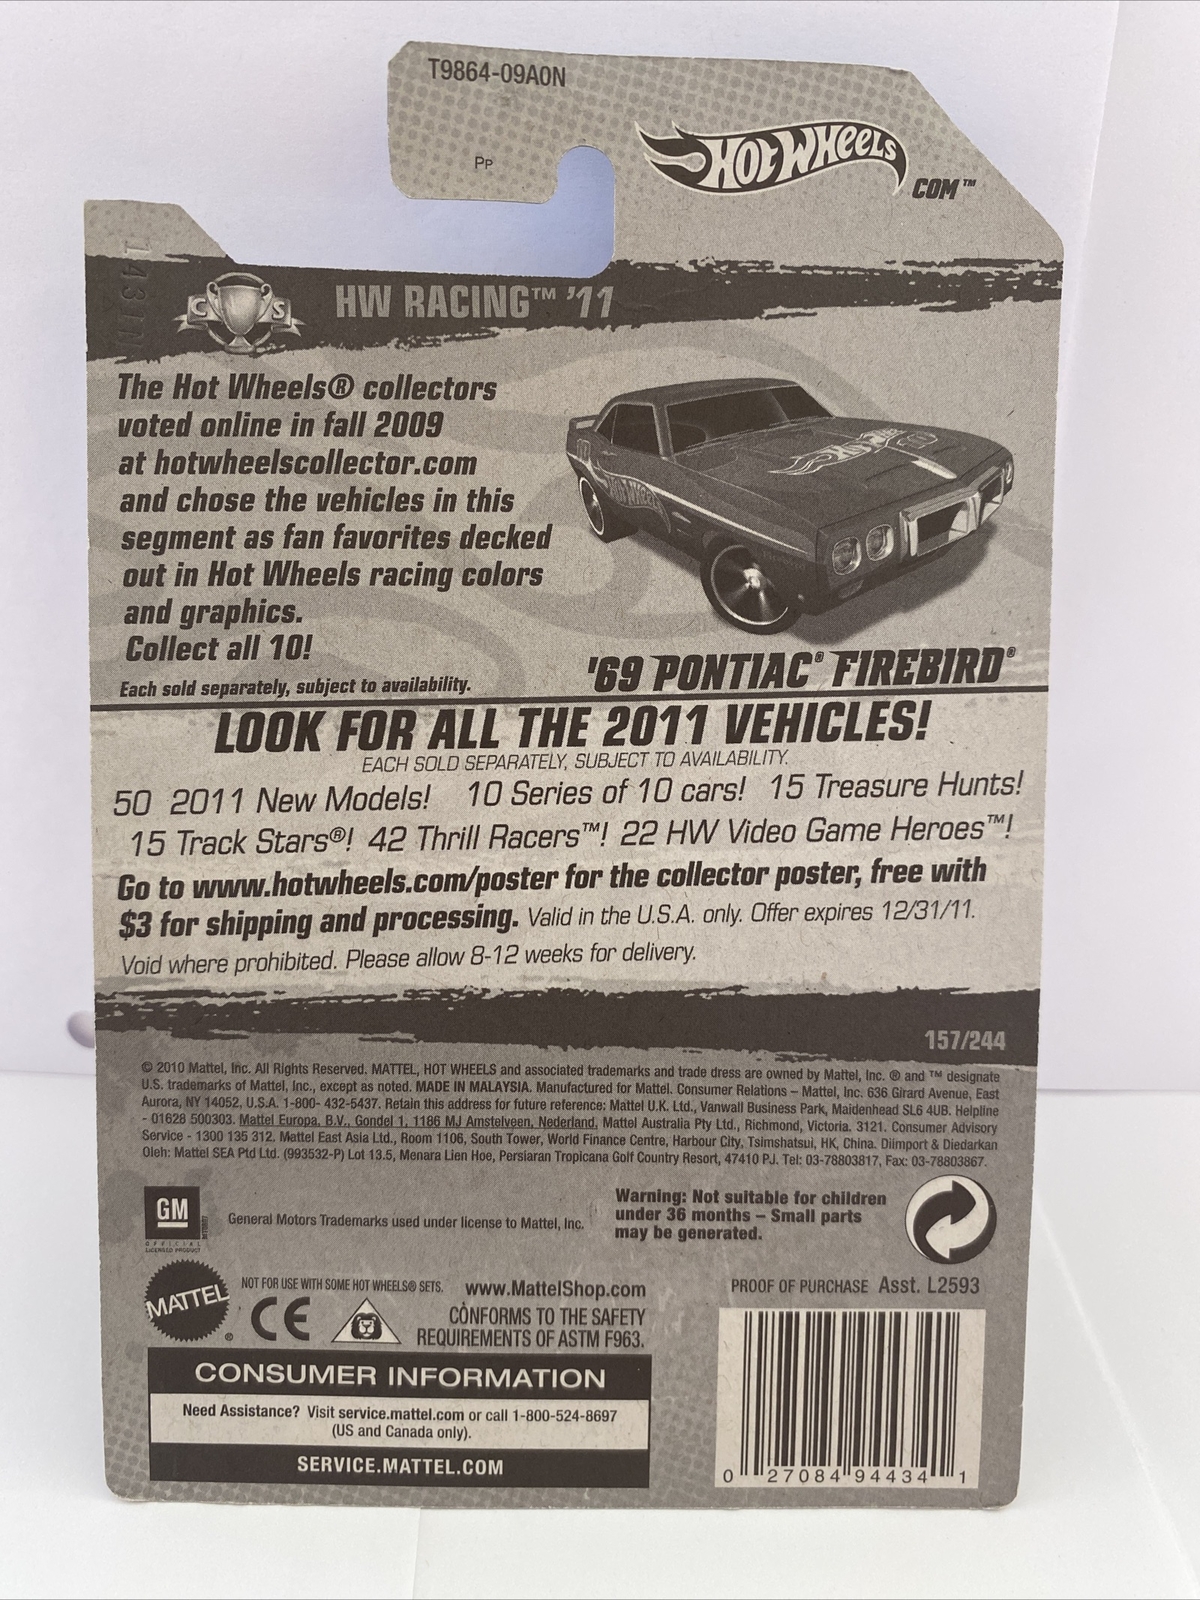 T9864-09A0N
PP
HOT WHEELS
COM™
C S
HW RACING™ '11
The Hot Wheels® collectors
voted online in fall 2009
at hotwheelscollector.com
and chose the vehicles in this
segment as fan favorites decked
out in Hot Wheels racing colors
and graphics.
Collect all 10!
Each sold separately, subject to availability.
'69 PONTIAC® FIREBIRD®
LOOK FOR ALL THE 2011 VEHICLES!
EACH SOLD SEPARATELY, SUBJECT TO AVAILABILITY.
50 2011 New Models! 10 Series of 10 cars! 15 Treasure Hunts!
15 Track Stars®! 42 Thrill Racers™! 22 HW Video Game Heroes™!
Go to www.hotwheels.com/poster for the collector poster, free with
$3 for shipping and processing. Valid in the U.S.A. only. Offer expires 12/31/11.
Void where prohibited. Please allow 8-12 weeks for delivery.
157/244
© 2010 Mattel, Inc. All Rights Reserved. MATTEL, HOT WHEELS and associated trademarks and trade dress are owned by Mattel, Inc. ® and ™ designate
U.S. trademarks of Mattel, Inc., except as noted. MADE IN MALAYSIA. Manufactured for Mattel. Consumer Relations – Mattel, Inc. 636 Girard Avenue, East
Aurora, NY 14052, U.S.A. 1-800- 432-5437. Retain this address for future reference: Mattel U.K. Ltd., Vanwall Business Park, Maidenhead SL6 4UB. Helpline
- 01628 500303. Mattel Europa, B.V., Gondel 1, 1186 MJ Amstelveen, Nederland. Mattel Australia Pty Ltd., Richmond, Victoria. 3121. Consumer Advisory
Service - 1300 135 312. Mattel East Asia Ltd., Room 1106, South Tower, World Finance Centre, Harbour City, Tsimshatsui, HK, China. Diimport & Diedarkan
Oleh: Mattel SEA Ptd Ltd. (993532-P) Lot 13.5, Menara Lien Hoe, Persiaran Tropicana Golf Country Resort, 47410 PJ. Tel: 03-78803817, Fax: 03-78803867.
GM
OFFICIAL
LICENSED PRODUCT
General Motors Trademarks used under license to Mattel, Inc.
Warning: Not suitable for children
under 36 months – Small parts
may be generated.
MATTEL®
NOT FOR USE WITH SOME HOT WHEELS® SETS.
www.MattelShop.com
CE
CONFORMS TO THE SAFETY
REQUIREMENTS OF ASTM F963.
PROOF OF PURCHASE Asst. L2593
CONSUMER INFORMATION
Need Assistance? Visit service.mattel.com or call 1-800-524-8697
(US and Canada only).
SERVICE.MATTEL.COM
0 27084 94434 1